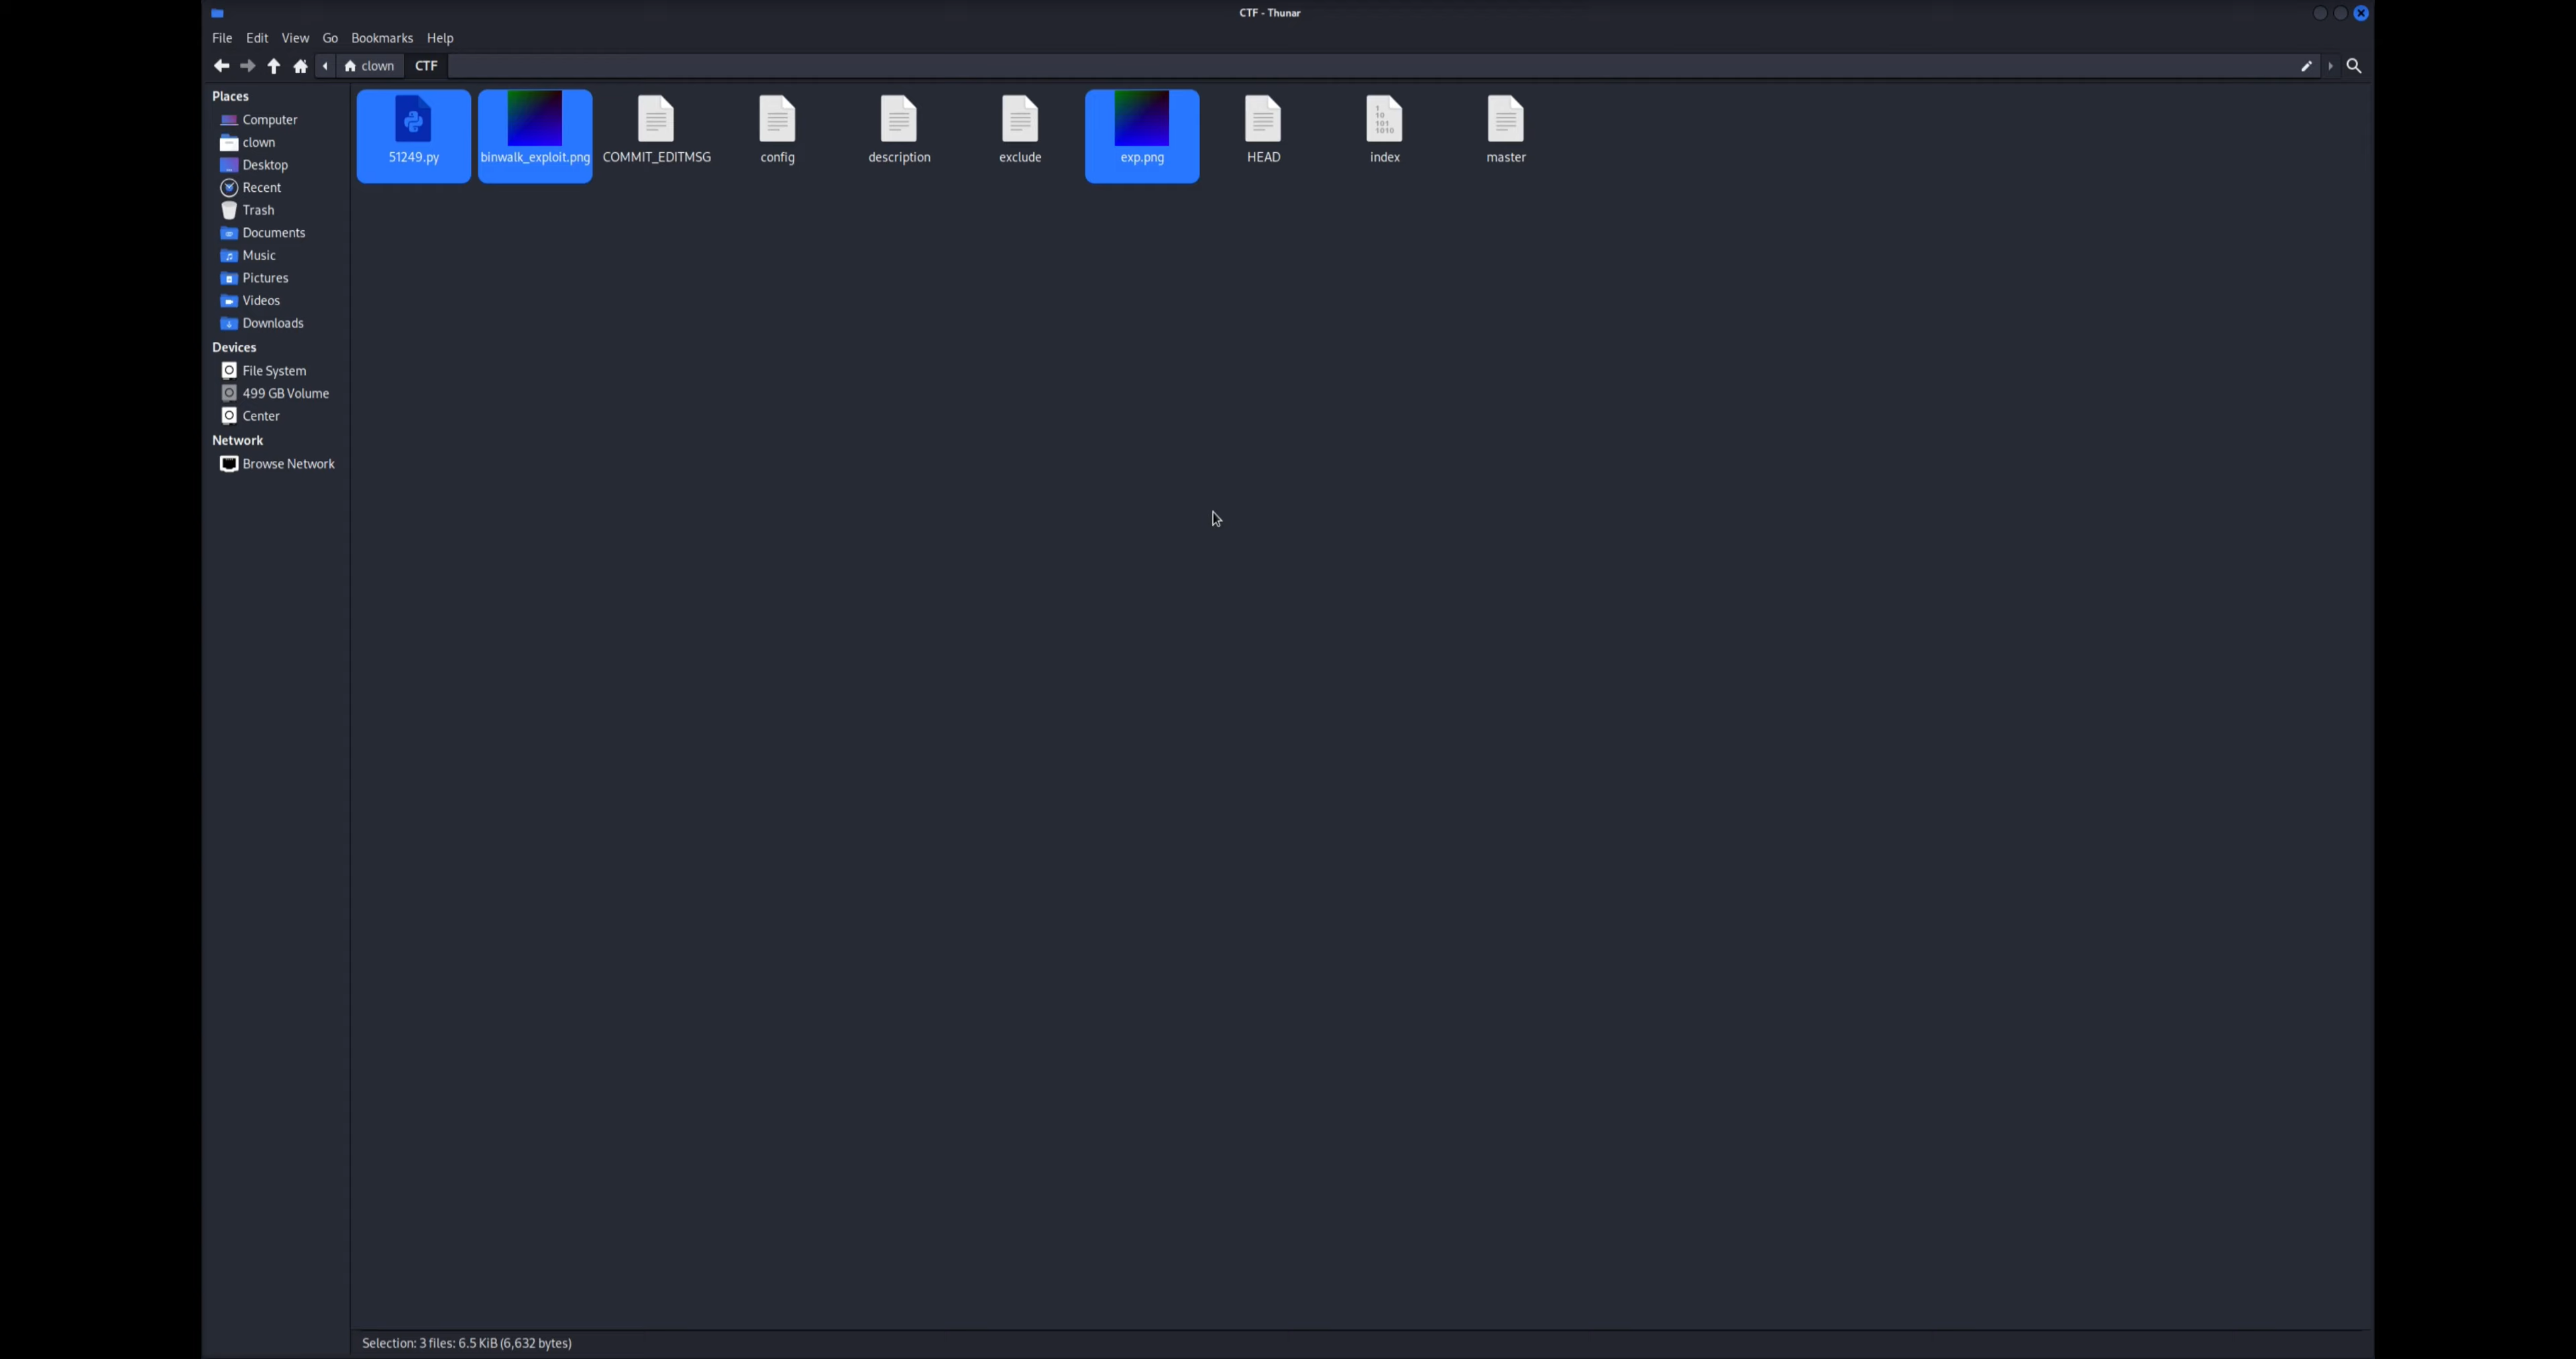 CTF - Thunar
File Edit View Go Bookmarks Help
clown CTF
Places
Computer
clown
Desktop
Recent
Trash
Documents
Music
Pictures
Videos
Downloads
Devices
File System
499 GB Volume
Center
Network
Browse Network
51249.py binwalk_exploit.png COMMIT_EDITMSG config description exclude exp.png HEAD index master
Selection: 3 files: 6.5 KiB (6,632 bytes)